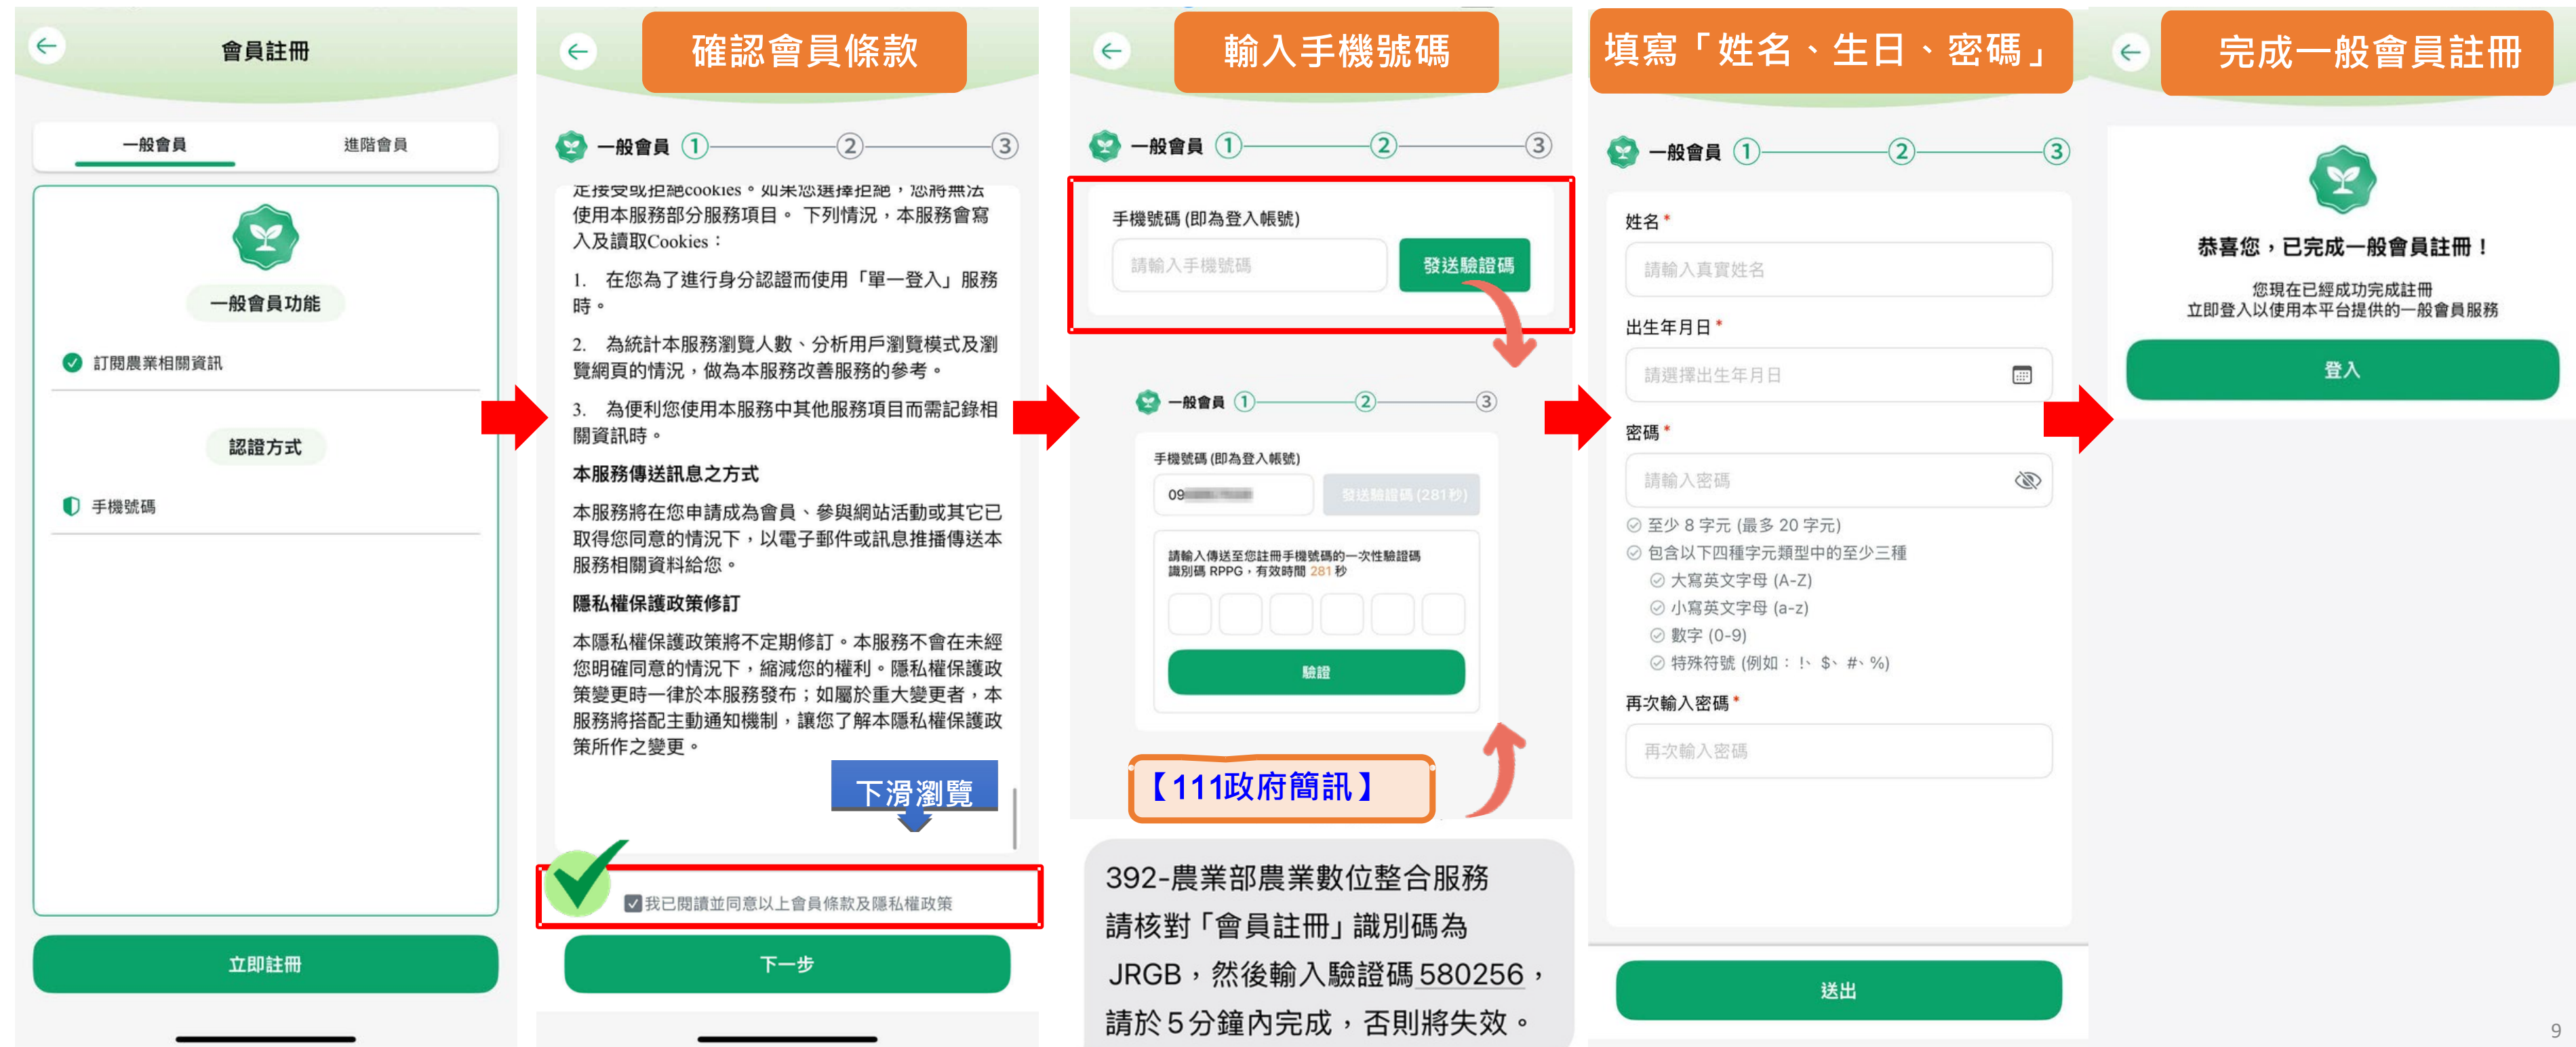 會員註冊
一般會員
進階會員
一般會員功能
訂閱農業相關資訊
認證方式
手機號碼
立即註冊
確認會員條款
一般會員 1 2 3
定接受或拒絕cookies。如果您選擇拒絕，您將無法
使用本服務部分服務項目。 下列情況，本服務會寫
入及讀取Cookies：
1. 在您為了進行身分認證而使用「單一登入」服務
時。
2. 為統計本服務瀏覽人數、分析用戶瀏覽模式及瀏
覽網頁的情況，做為本服務改善服務的參考。
3. 為便利您使用本服務中其他服務項目而需記錄相
關資訊時。
本服務傳送訊息之方式
本服務將在您申請成為會員、參與網站活動或其它已
取得您同意的情況下，以電子郵件或訊息推播傳送本
服務相關資料給您。
隱私權保護政策修訂
本隱私權保護政策將不定期修訂。本服務不會在未經
您明確同意的情況下，縮減您的權利。隱私權保護政
策變更時一律於本服務發布；如屬於重大變更者，本
服務將搭配主動通知機制，讓您了解本隱私權保護政
策所作之變更。
下滑瀏覽
我已閱讀並同意以上會員條款及隱私權政策
下一步
輸入手機號碼
一般會員 1 2 3
手機號碼 (即為登入帳號)
請輸入手機號碼
發送驗證碼
一般會員 1 2 3
手機號碼 (即為登入帳號)
09
發送驗證碼 (281秒)
請輸入傳送至您註冊手機號碼的一次性驗證碼
識別碼 RPPG，有效時間 281 秒
驗證
【111政府簡訊】
392-農業部農業數位整合服務
請核對「會員註冊」識別碼為
JRGB，然後輸入驗證碼 580256，
請於5分鐘內完成，否則將失效。
填寫「姓名、生日、密碼」
一般會員 1 2 3
姓名 *
請輸入真實姓名
出生年月日 *
請選擇出生年月日
密碼 *
請輸入密碼
至少 8 字元 (最多 20 字元)
包含以下四種字元類型中的至少三種
大寫英文字母 (A-Z)
小寫英文字母 (a-z)
數字 (0-9)
特殊符號 (例如： !、 $、 #、%)
再次輸入密碼 *
再次輸入密碼
送出
完成一般會員註冊
恭喜您，已完成一般會員註冊！
您現在已經成功完成註冊
立即登入以使用本平台提供的一般會員服務
登入
9